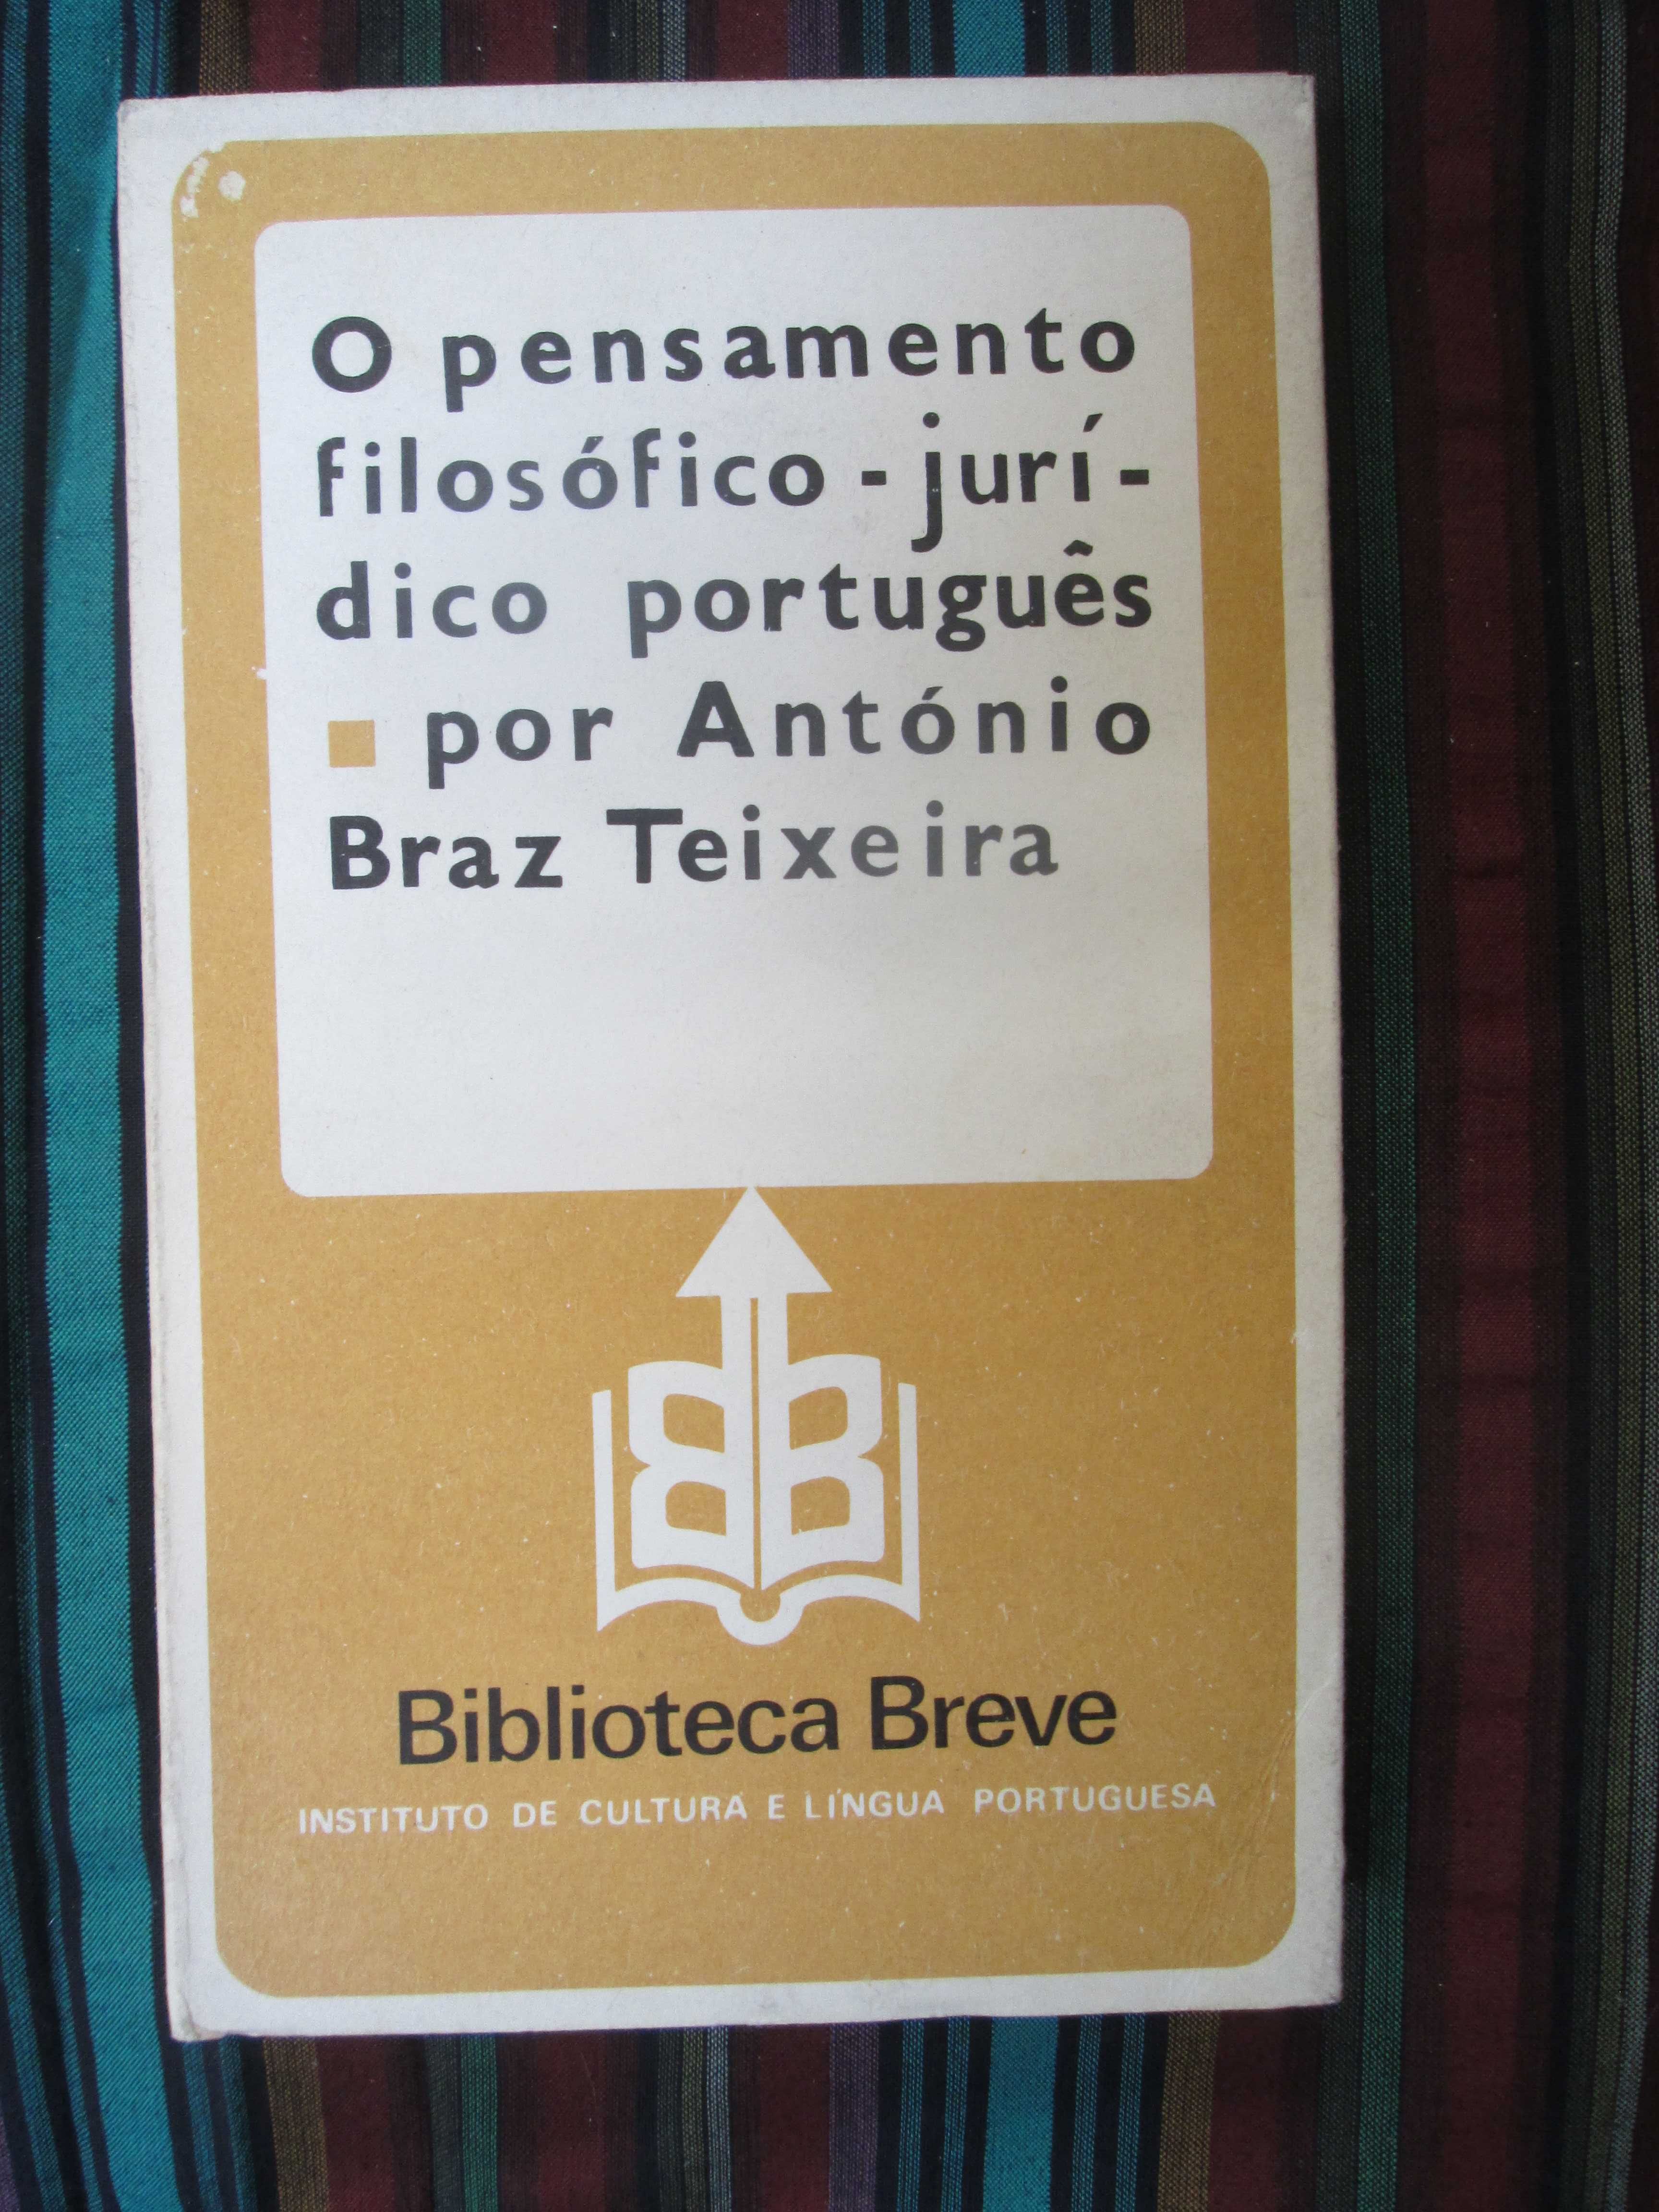 O pensamento
filosófico-jurí-
dico português
por António
Braz Teixeira
BB
Biblioteca Breve
INSTITUTO DE CULTURA E LÍNGUA PORTUGUESA